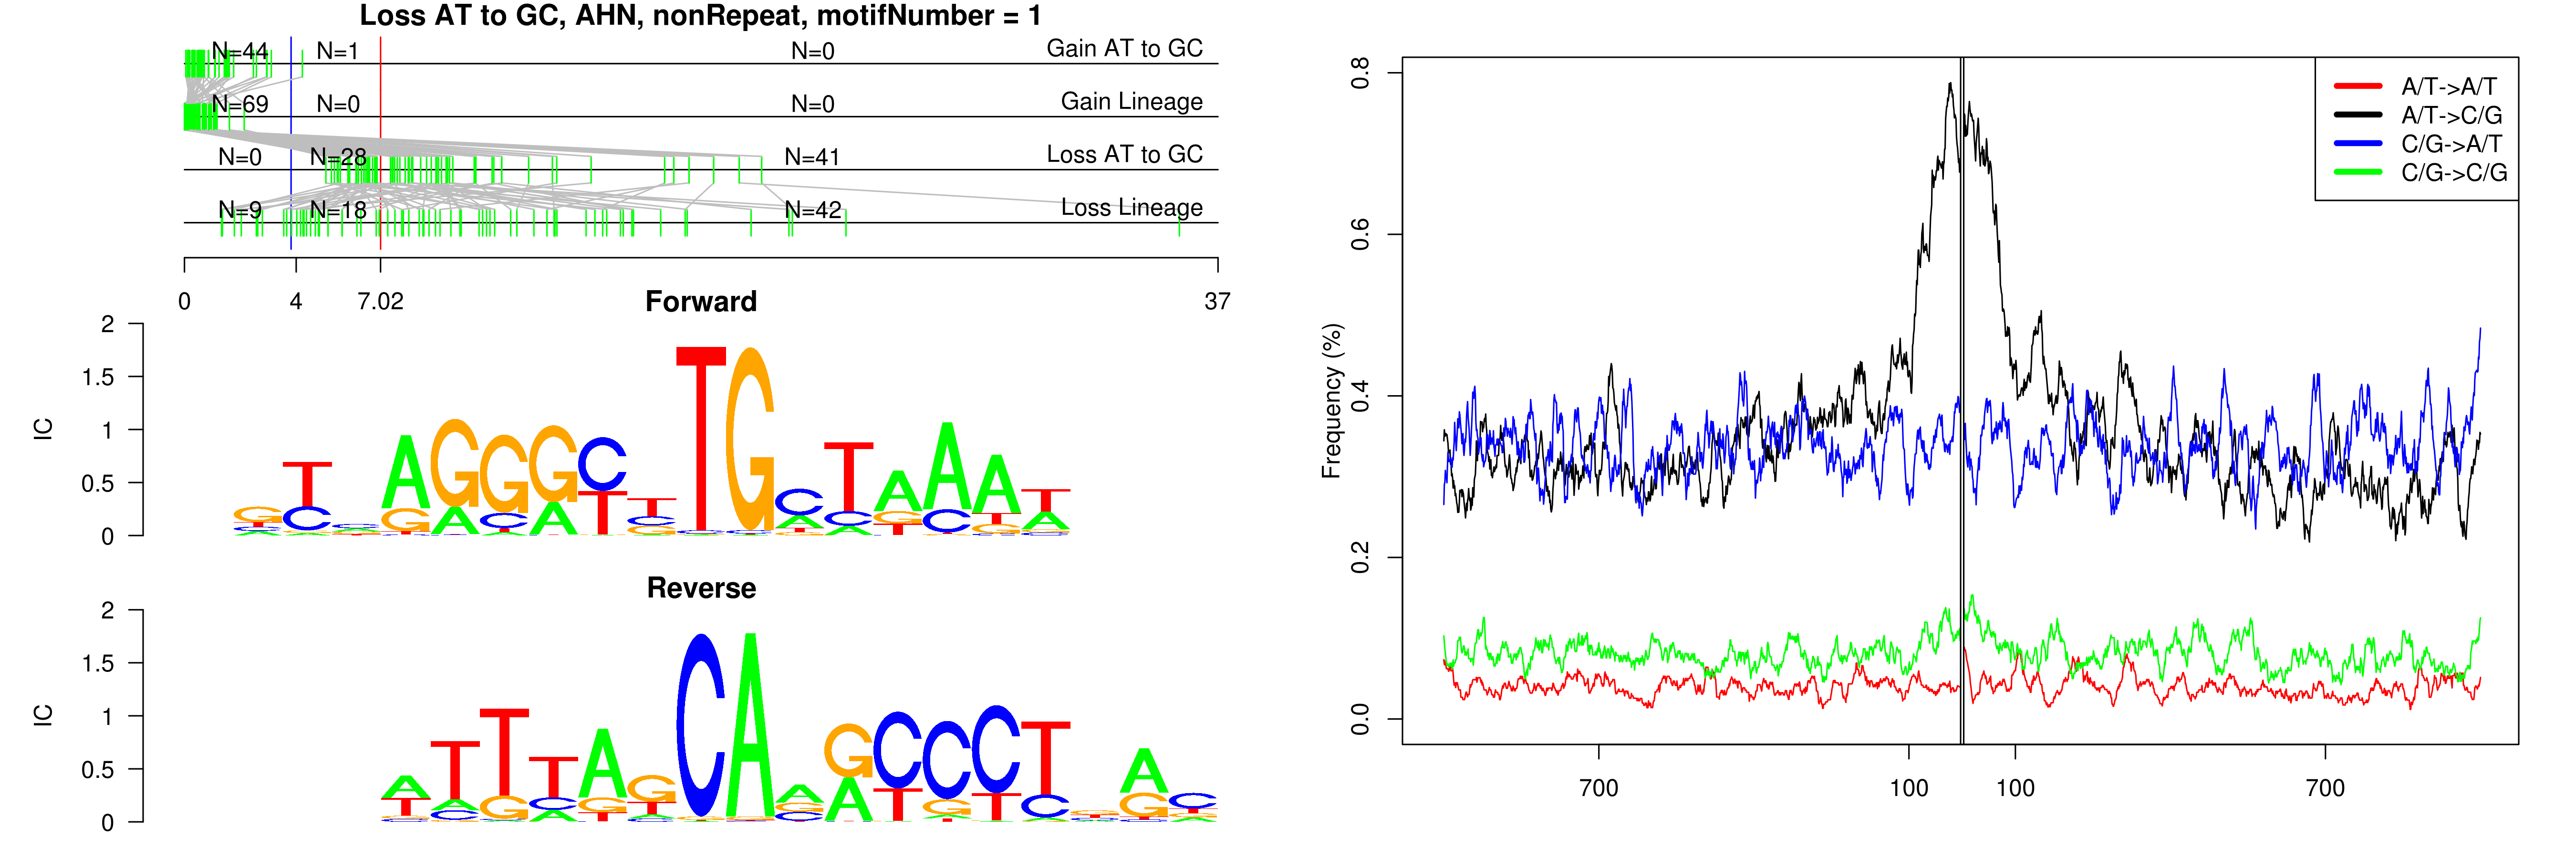 Loss AT to GC, AHN, nonRepeat, motifNumber = 1
N=44 N=1 N=0 Gain AT to GC
N=69 N=0 N=0 Gain Lineage
N=0 N=28 N=41 Loss AT to GC
N=9 N=18 N=42 Loss Lineage
0 4 7.02 37
Forward
2
1.5
1
0.5
0
IC
Reverse
2
1.5
1
0.5
0
IC
0.8
0.6
0.4
0.2
0.0
Frequency (%)
700 100 100 700
A/T->A/T
A/T->C/G
C/G->A/T
C/G->C/G